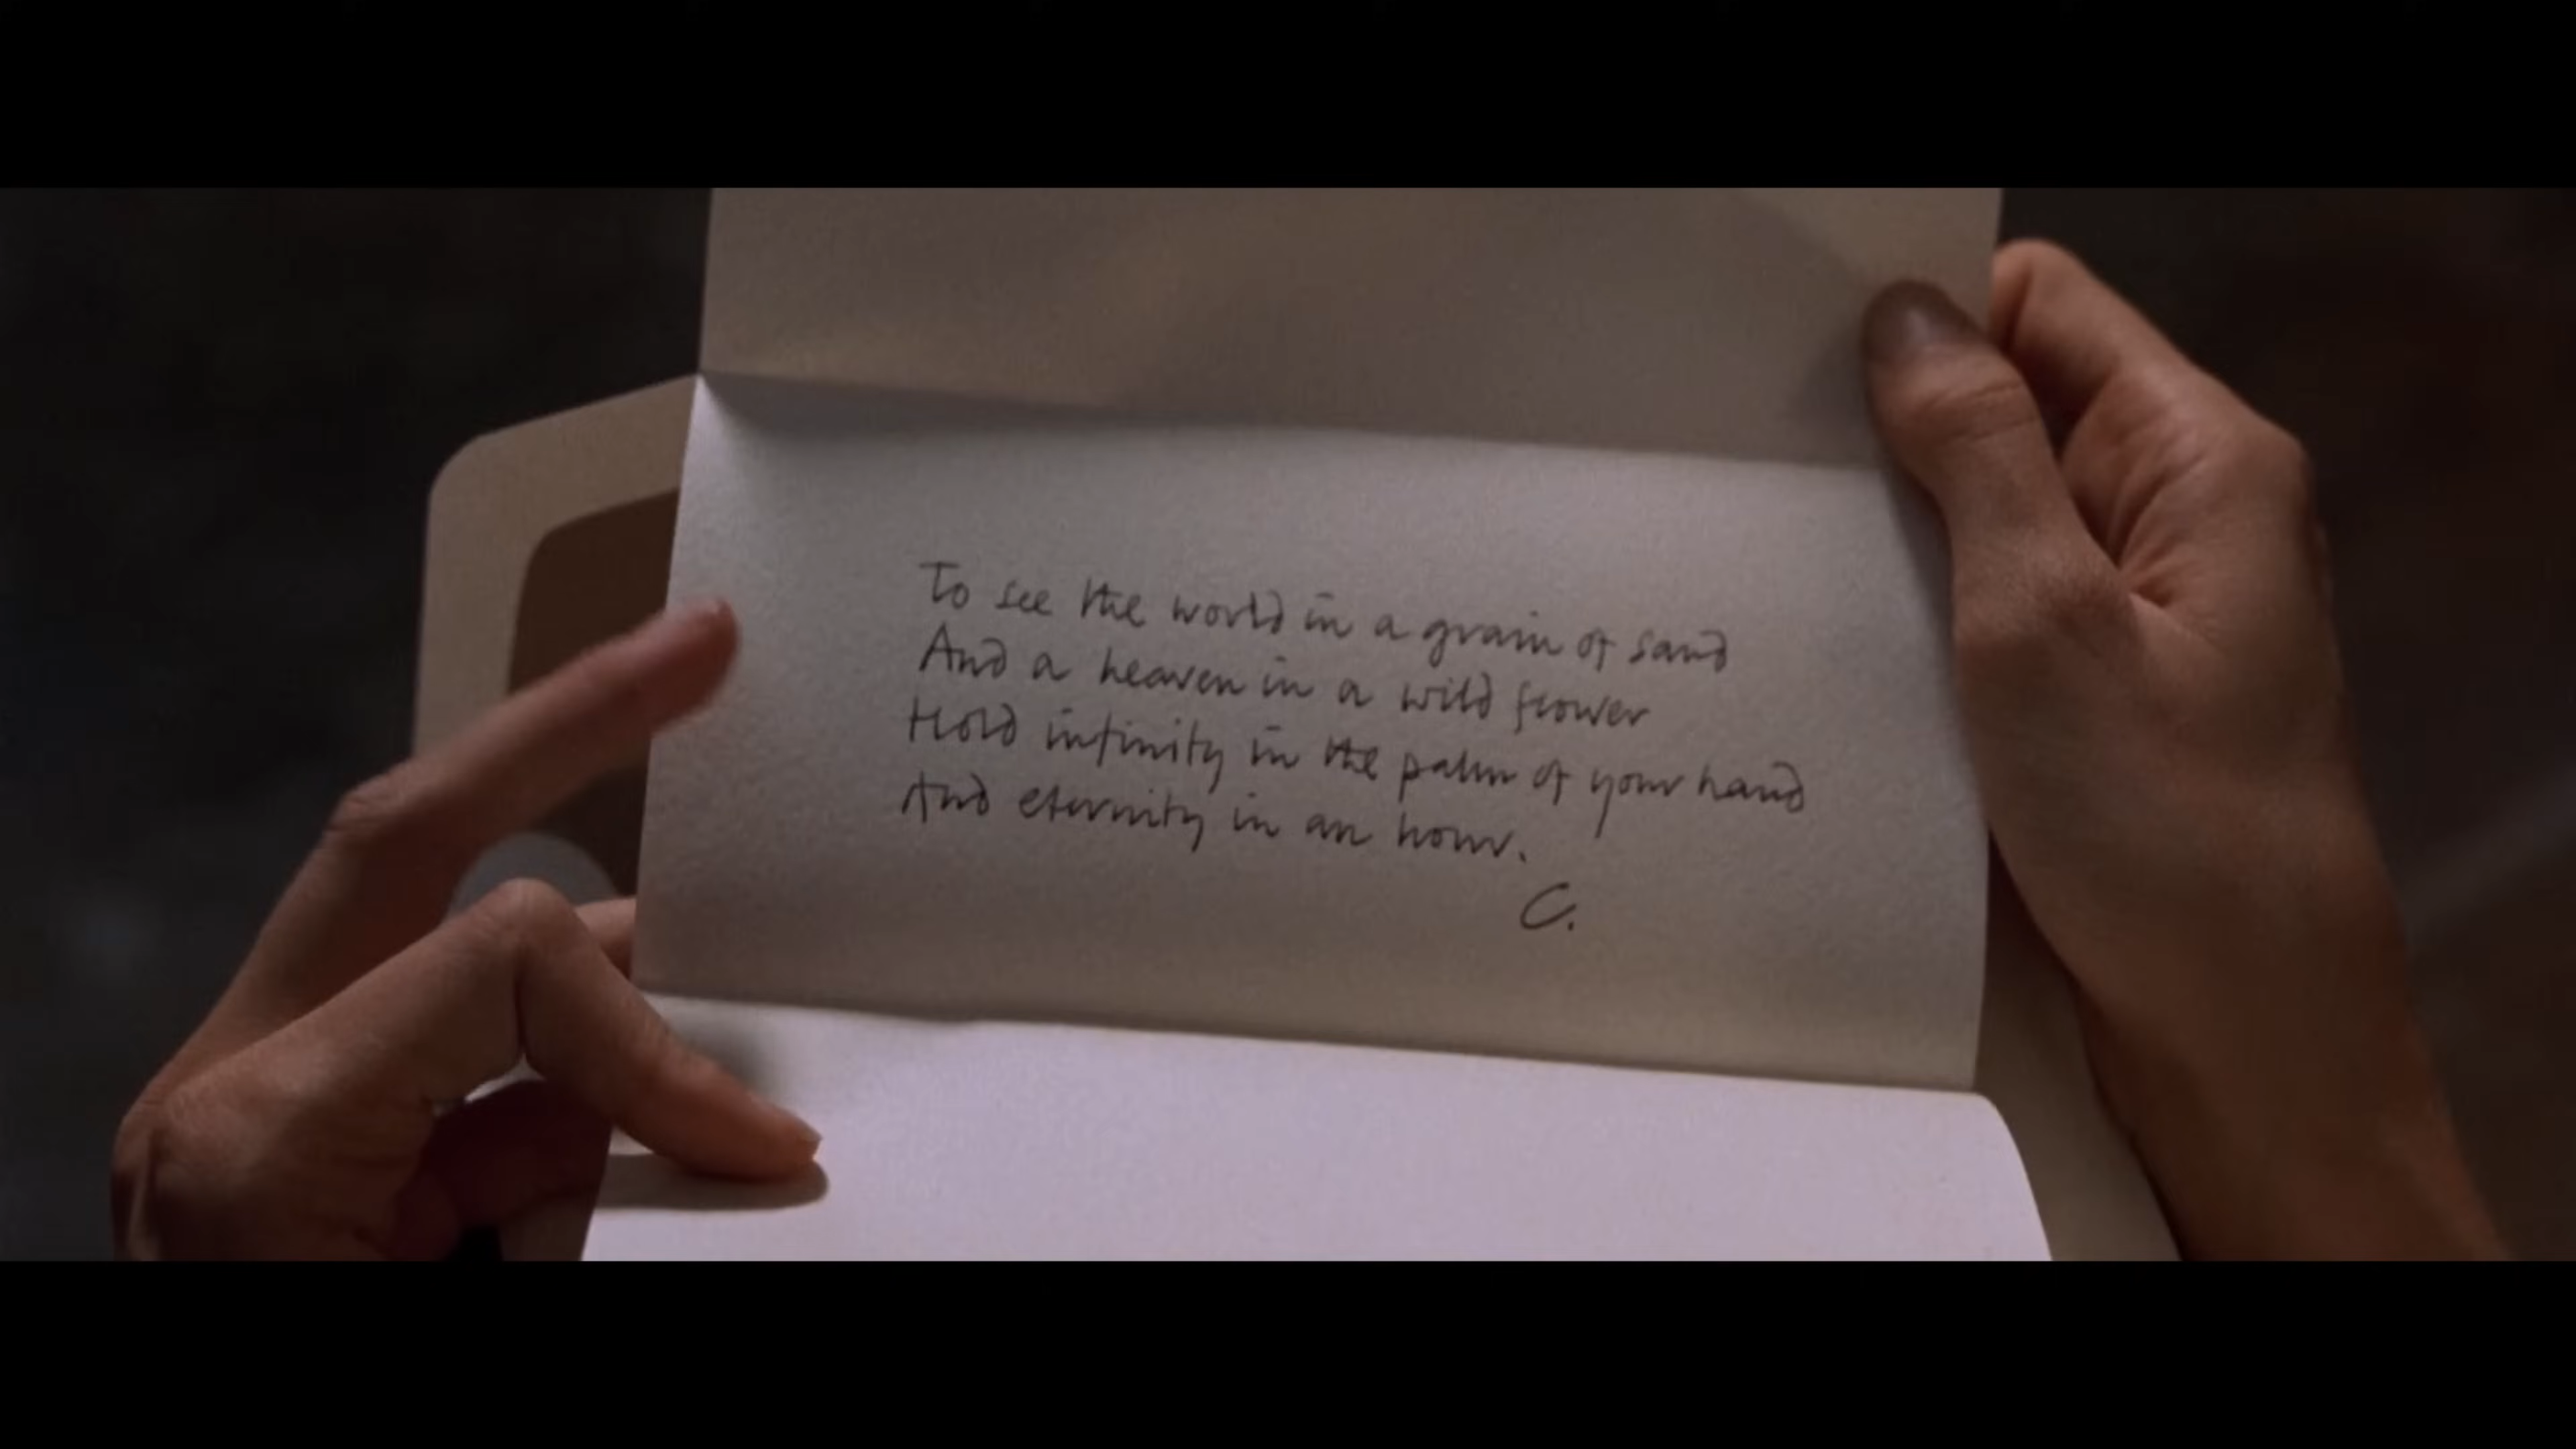 To see the world in a grain of sand
And a heaven in a wild flower
Hold infinity in the palm of your hand
And eternity in an hour.
C.